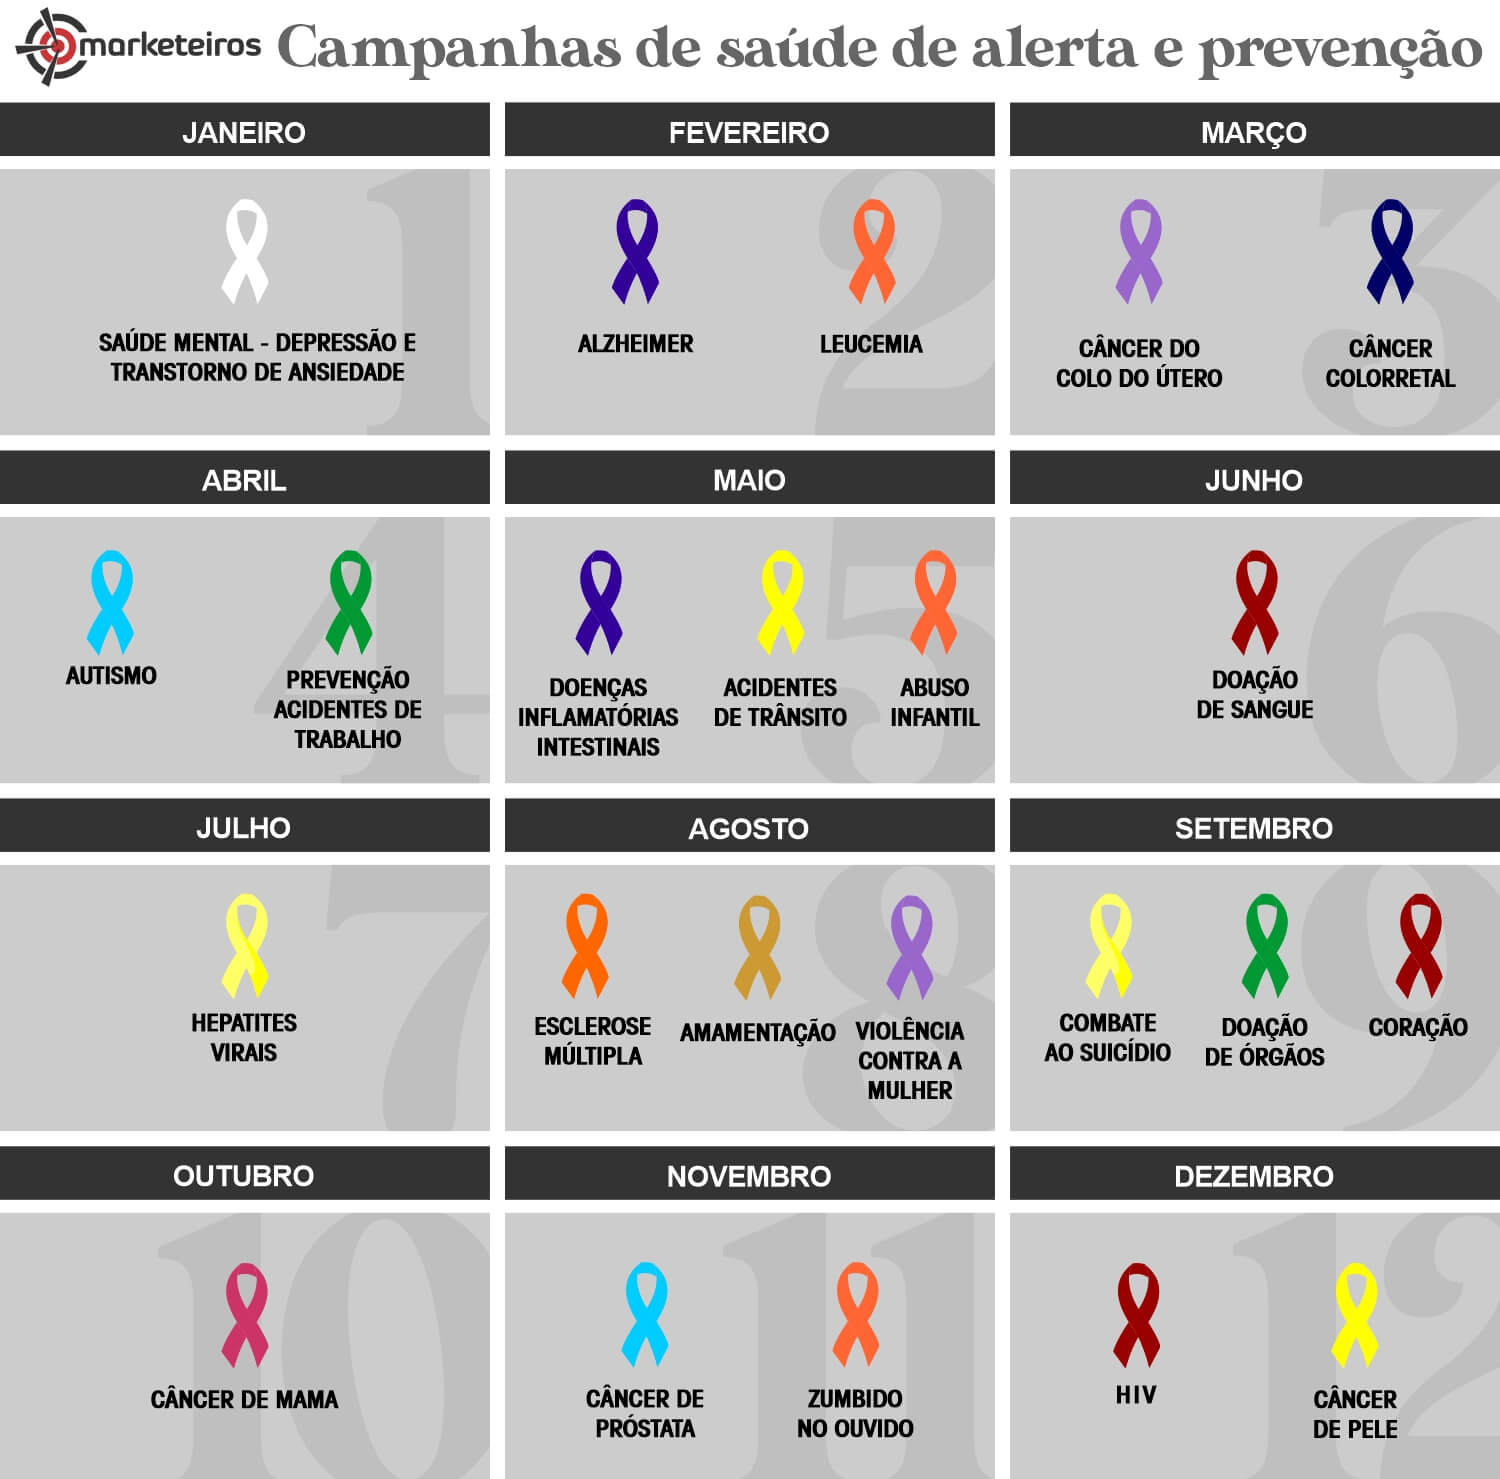 marketeiros
Campanhas de saúde de alerta e prevenção
JANEIRO
1
SAÚDE MENTAL - DEPRESSÃO E
TRANSTORNO DE ANSIEDADE
FEVEREIRO
2
ALZHEIMER
LEUCEMIA
MARÇO
3
CÂNCER DO
COLO DO ÚTERO
CÂNCER
COLORRETAL
ABRIL
4
AUTISMO
PREVENÇÃO
ACIDENTES DE
TRABALHO
MAIO
5
DOENÇAS
INFLAMATÓRIAS
INTESTINAIS
ACIDENTES
DE TRÂNSITO
ABUSO
INFANTIL
JUNHO
6
DOAÇÃO
DE SANGUE
JULHO
7
HEPATITES
VIRAIS
AGOSTO
8
ESCLEROSE
MÚLTIPLA
AMAMENTAÇÃO
VIOLÊNCIA
CONTRA A
MULHER
SETEMBRO
9
COMBATE
AO SUICÍDIO
DOAÇÃO
DE ÓRGÃOS
CORAÇÃO
OUTUBRO
10
CÂNCER DE MAMA
NOVEMBRO
11
CÂNCER DE
PRÓSTATA
ZUMBIDO
NO OUVIDO
DEZEMBRO
12
HIV
CÂNCER
DE PELE